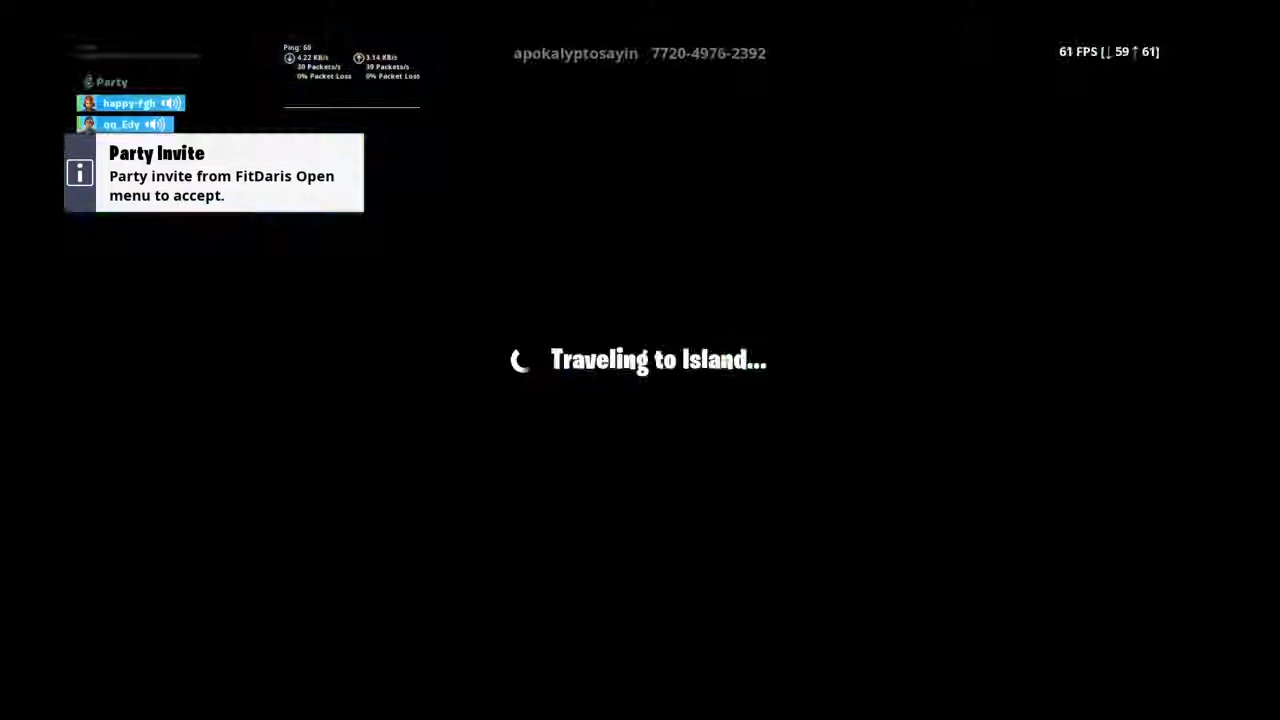 Ping: 60
4.22 KB/s 3.14 KB/s
30 Packets/s 39 Packets/s
0% Packet Loss 0% Packet Loss
apokalyptosayin 7720-4976-2392
61 FPS [↓ 59 ↑ 61]
Party
happy-fgh
qq_Edy
Party Invite
Party invite from FitDaris Open
menu to accept.
Traveling to Island...